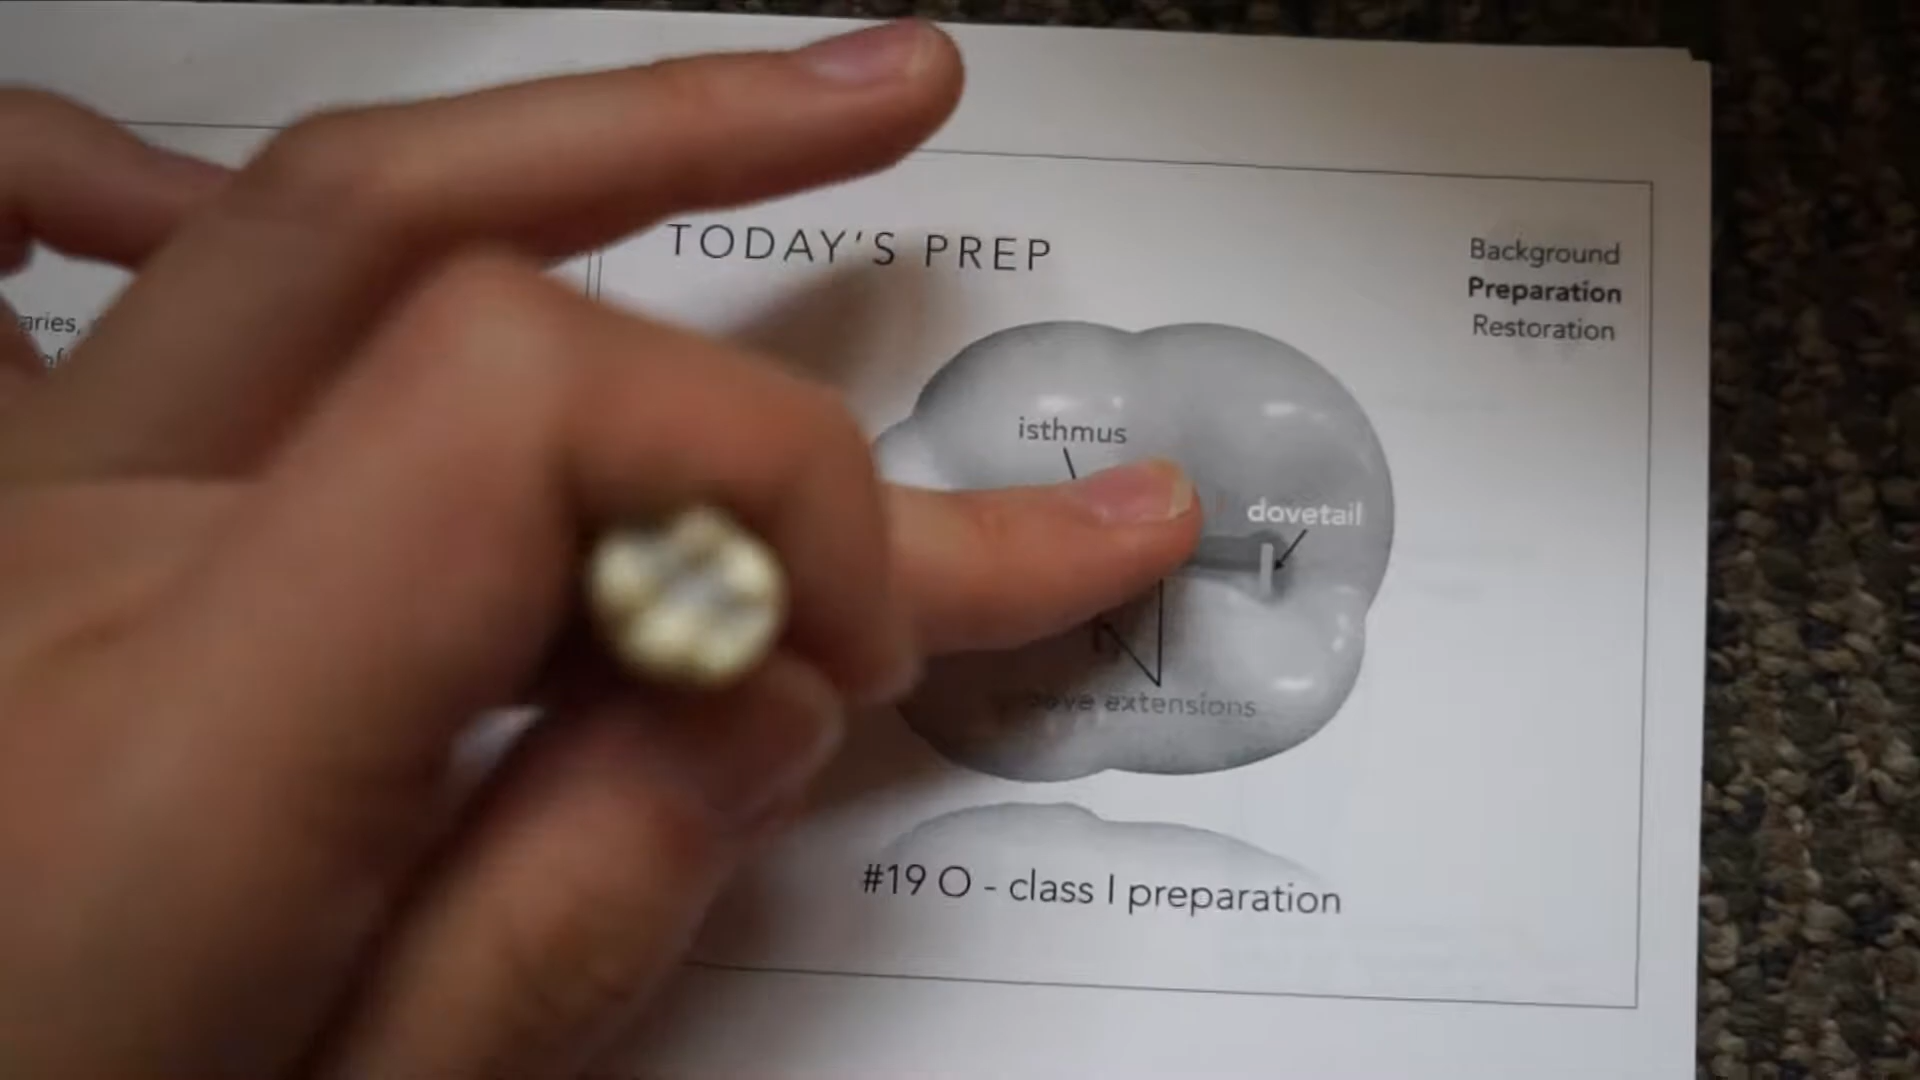 aries,
TODAY'S PREP
Background
Preparation
Restoration
isthmus
dovetail
extensions
#19 O - class I preparation